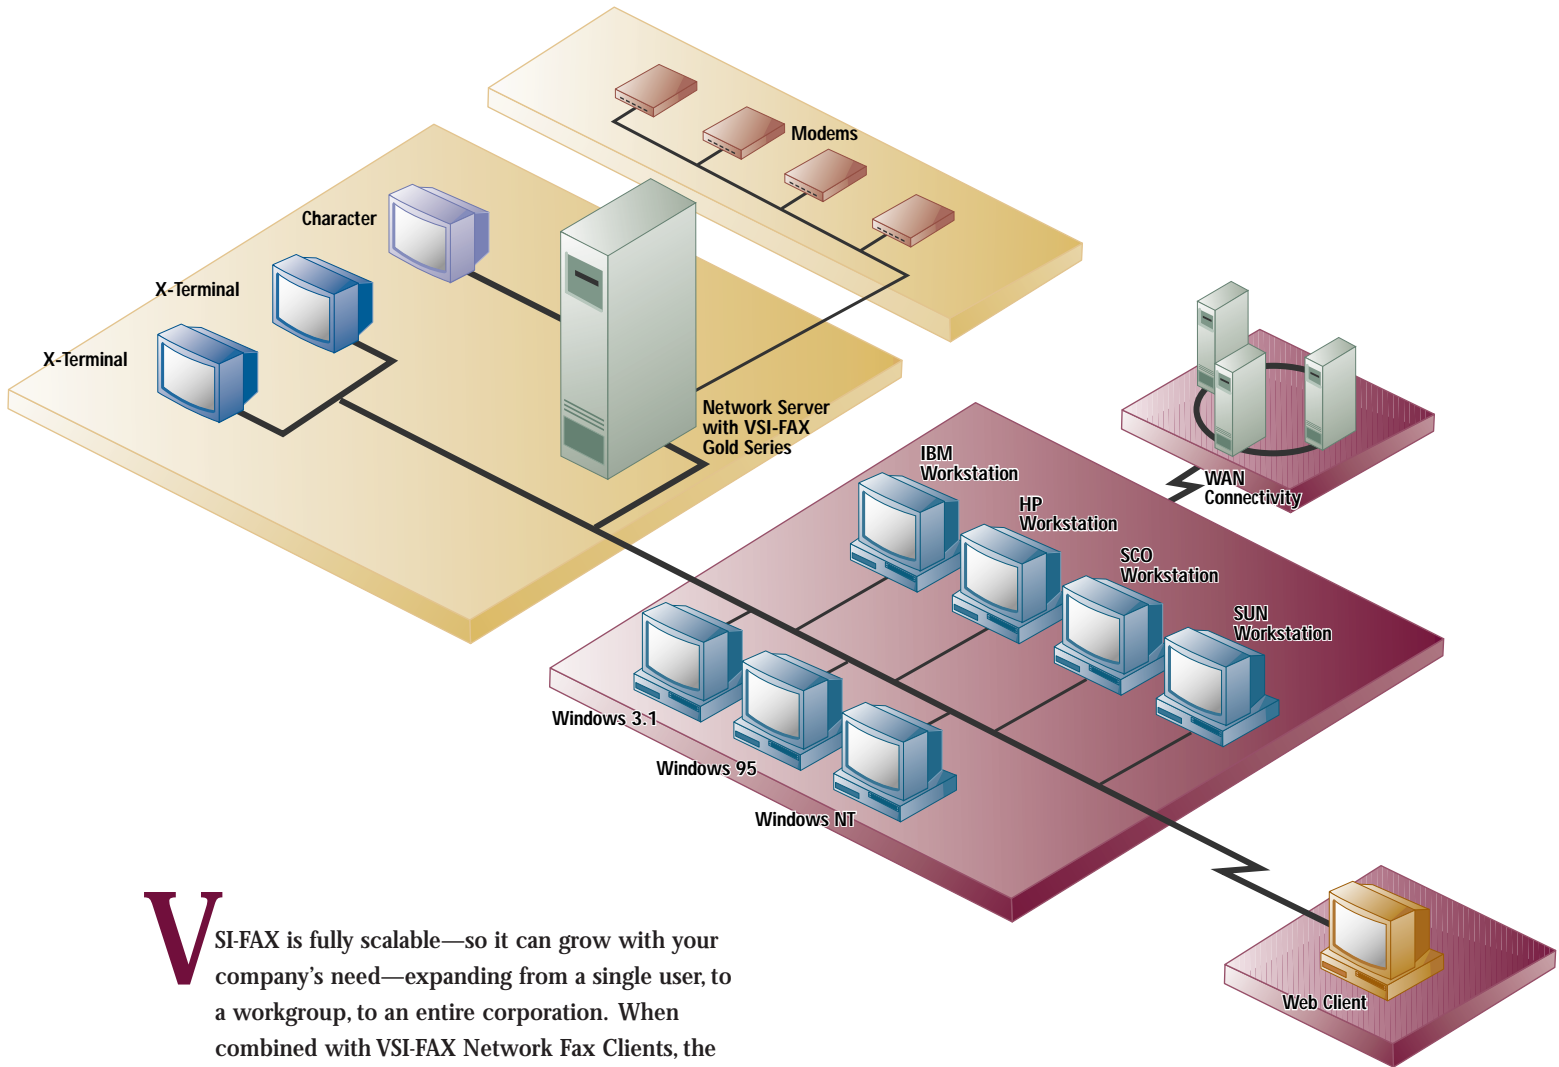 Modems
Character
X-Terminal
X-Terminal
Network Server
with VSI-FAX
Gold Series
IBM
Workstation
HP
Workstation
SCO
Workstation
SUN
Workstation
WAN
Connectivity
Windows 3.1
Windows 95
Windows NT
Web Client
VSI-FAX is fully scalable—so it can grow with your
company's need—expanding from a single user, to
a workgroup, to an entire corporation. When
combined with VSI-FAX Network Fax Clients, the